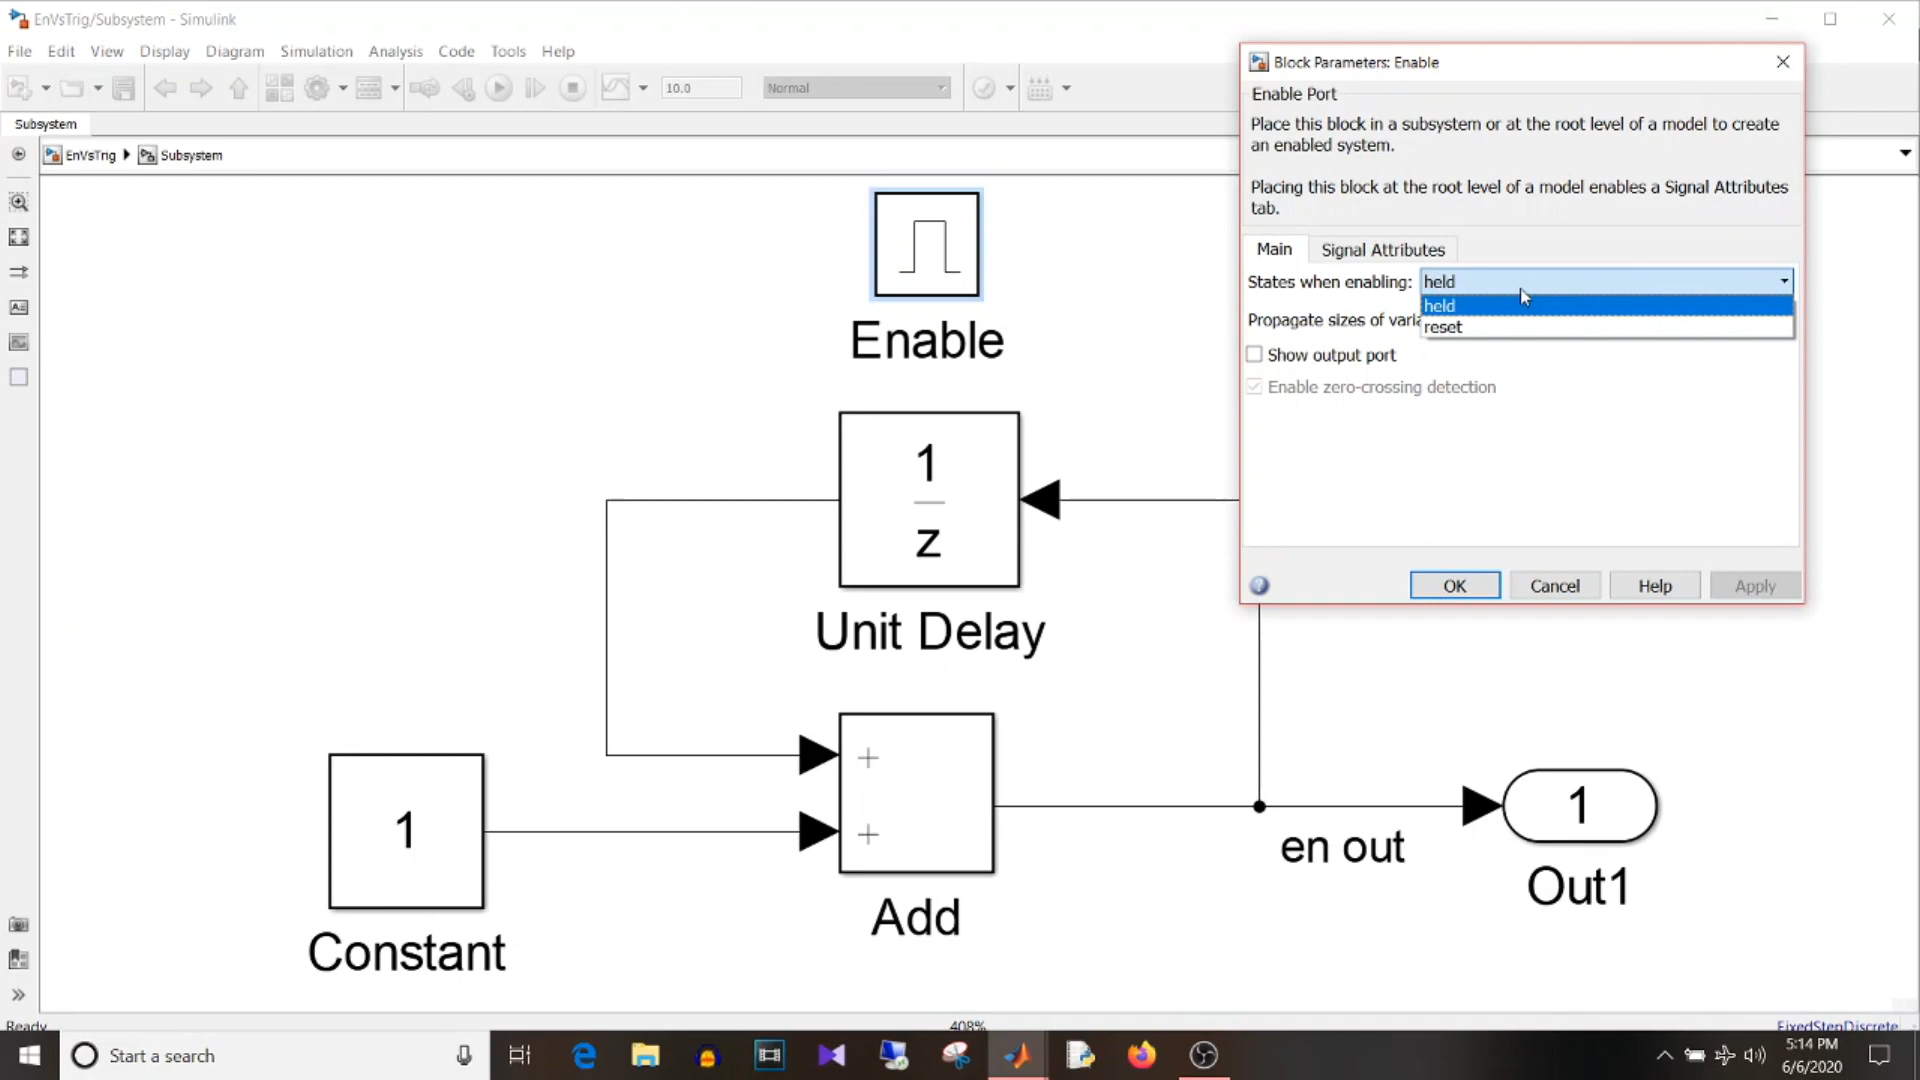 EnVsTrig/Subsystem - Simulink
File Edit View Display Diagram Simulation Analysis Code Tools Help
10.0 Normal
Subsystem
EnVsTrig Subsystem
Enable
1
z
Unit Delay
+
+
Add
1
Constant
en out
1
Out1
Block Parameters: Enable
Enable Port
Place this block in a subsystem or at the root level of a model to create
an enabled system.
Placing this block at the root level of a model enables a Signal Attributes
tab.
Main Signal Attributes
States when enabling: held
held
Propagate sizes of varia
reset
Show output port
Enable zero-crossing detection
OK Cancel Help Apply
Ready 408% FixedStepDiscrete
Start a search
5:14 PM
6/6/2020